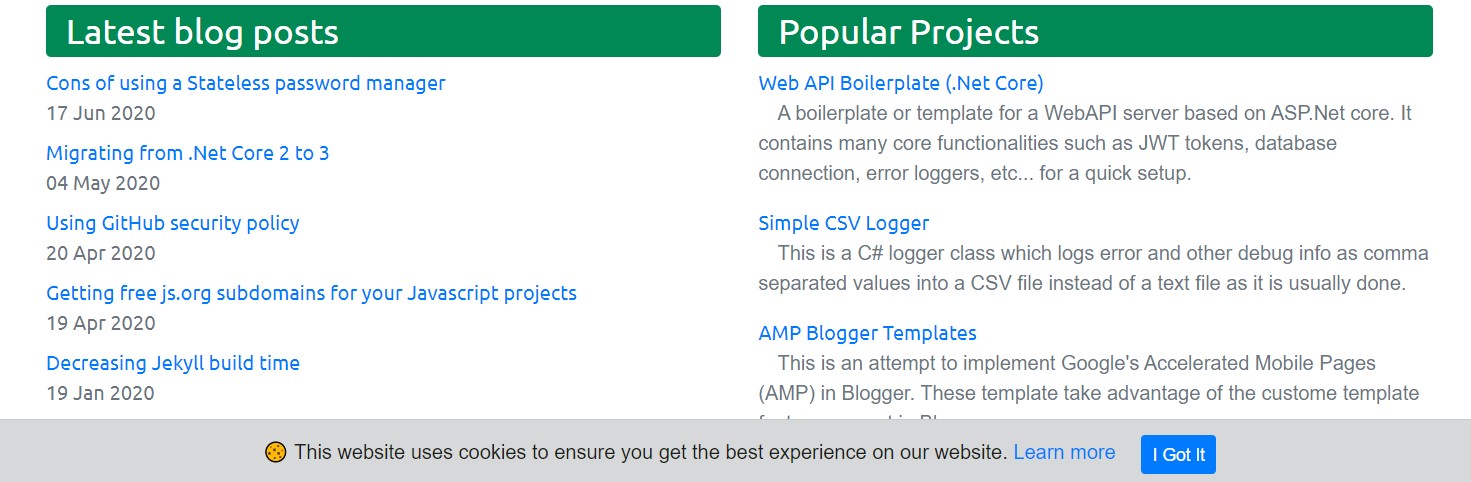 Latest blog posts
Cons of using a Stateless password manager
17 Jun 2020
Migrating from .Net Core 2 to 3
04 May 2020
Using GitHub security policy
20 Apr 2020
Getting free js.org subdomains for your Javascript projects
19 Apr 2020
Decreasing Jekyll build time
19 Jan 2020
Popular Projects
Web API Boilerplate (.Net Core)
A boilerplate or template for a WebAPI server based on ASP.Net core. It
contains many core functionalities such as JWT tokens, database
connection, error loggers, etc... for a quick setup.
Simple CSV Logger
This is a C# logger class which logs error and other debug info as comma
separated values into a CSV file instead of a text file as it is usually done.
AMP Blogger Templates
This is an attempt to implement Google's Accelerated Mobile Pages
(AMP) in Blogger. These template take advantage of the custome template
This website uses cookies to ensure you get the best experience on our website. Learn more
I Got It